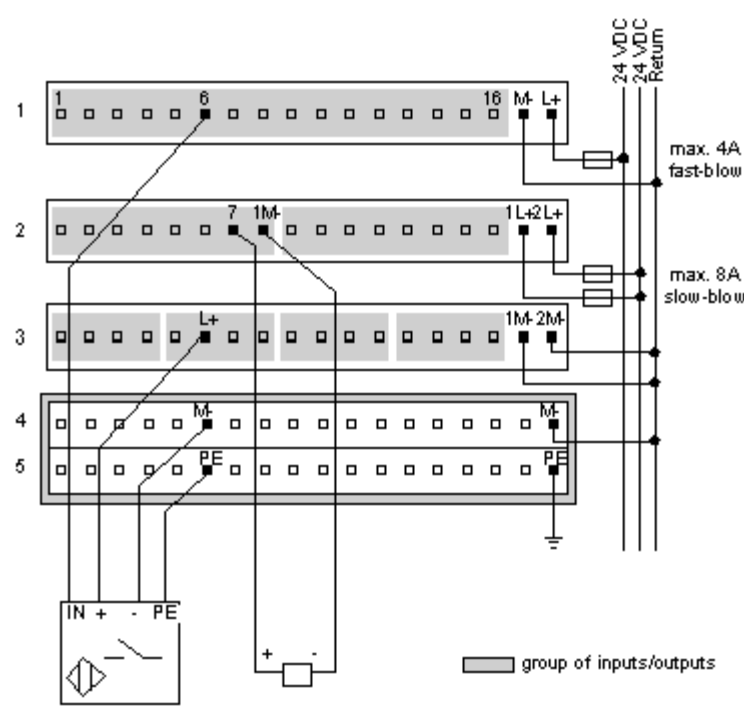 24 VDC
24 VDC
Return
1
1 6 16 M- L+
max. 4A
fast-blow
2
7 1M- 1L+ 2L+
max. 8A
slow-blow
3
L+ 1M- 2M-
4
M- M-
5
PE PE
IN + - PE
+ -
group of inputs/outputs